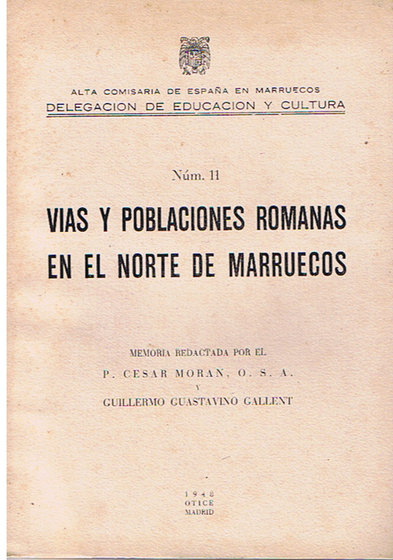 ALTA COMISARIA DE ESPAÑA EN MARRUECOS
DELEGACION DE EDUCACION Y CULTURA
Núm. 11
VIAS Y POBLACIONES ROMANAS
EN EL NORTE DE MARRUECOS
MEMORIA REDACTADA POR EL
P. CESAR MORAN, O. S. A.
Y
GUILLERMO GUASTAVINO GALLENT
1948
OTICE
MADRID